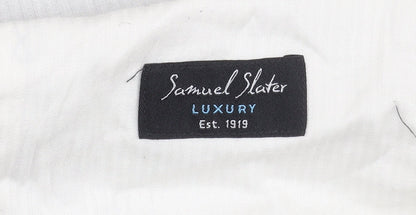 Samuel Slater
LUXURY
Est. 1919